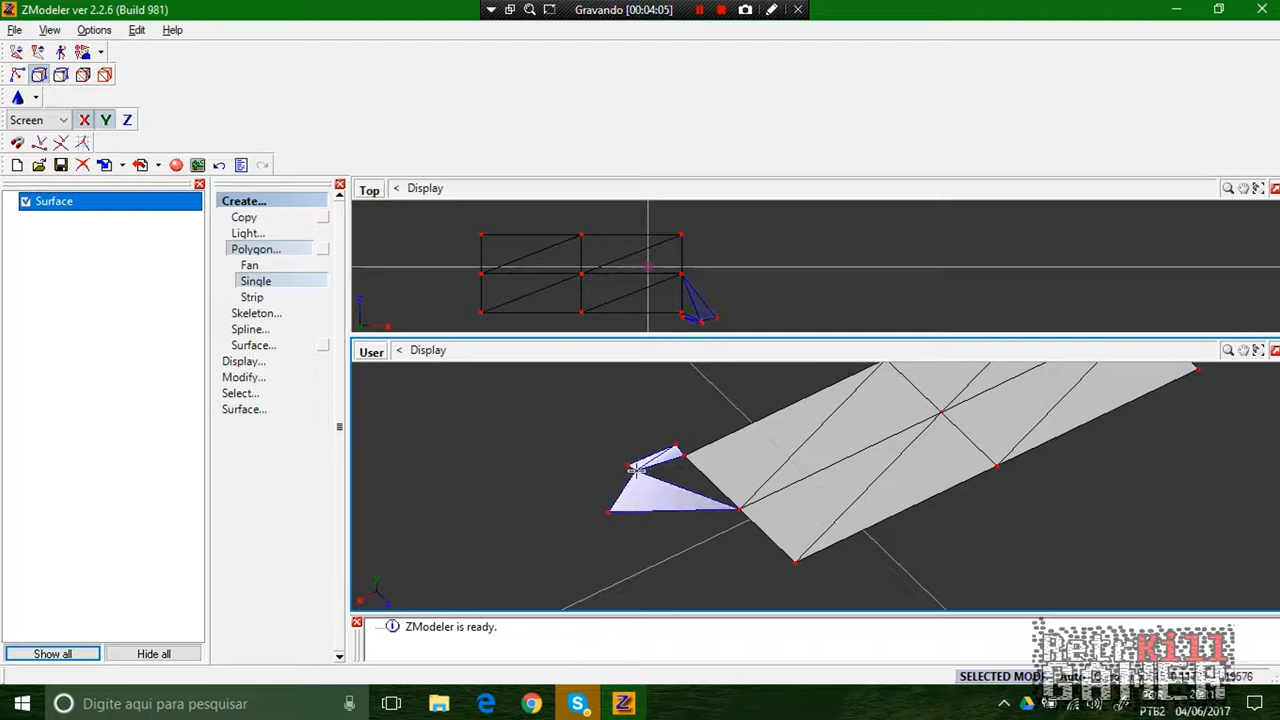 ZModeler ver 2.2.6 (Build 981)
Gravando [00:04:05]
File View Options Edit Help
Screen X Y Z
Surface
Create...
Copy
Light...
Polygon...
Fan
Single
Strip
Skeleton...
Spline...
Surface...
Display...
Modify...
Select...
Surface...
Top < Display
User < Display
ZModeler is ready.
Show all Hide all
SELECTED MODE
RetroKill
GAMER
Digite aqui para pesquisar
PTB2 04/06/2017